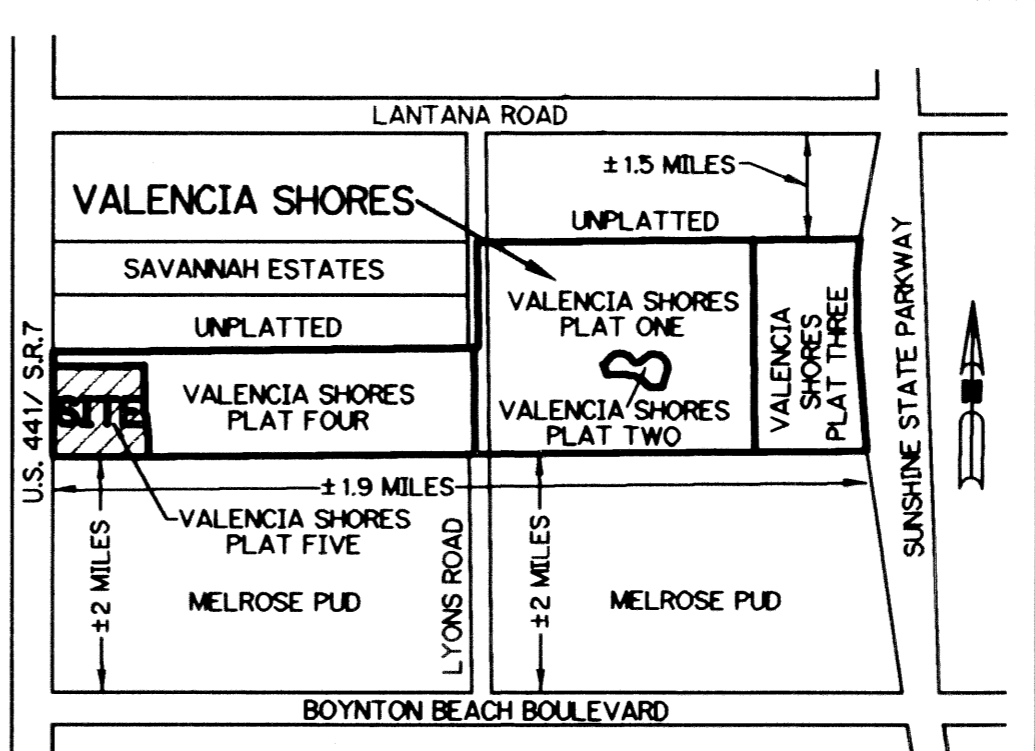 LANTANA ROAD
±1.5 MILES
VALENCIA SHORES
UNPLATTED
SAVANNAH ESTATES
VALENCIA SHORES
PLAT ONE
VALENCIA
SHORES
PLAT THREE
UNPLATTED
SUNSHINE STATE PARKWAY
U.S. 441/ S.R.7
SITE
VALENCIA SHORES
PLAT FOUR
VALENCIA SHORES
PLAT TWO
±1.9 MILES
VALENCIA SHORES
PLAT FIVE
±2 MILES
LYONS ROAD
±2 MILES
MELROSE PUD
MELROSE PUD
BOYNTON BEACH BOULEVARD